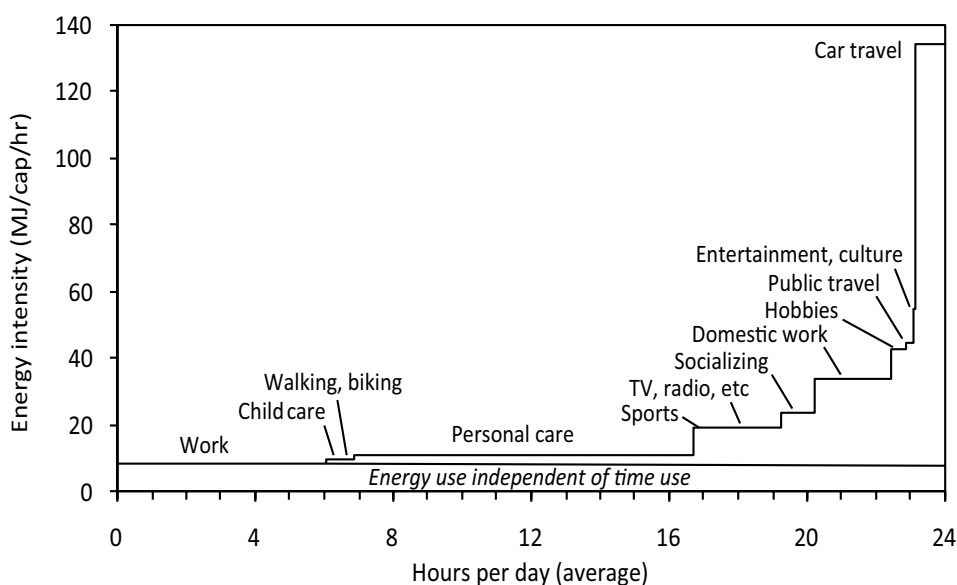 140
120
100
80
60
40
20
0
Energy intensity (MJ/cap/hr)
Car travel
Entertainment, culture
Public travel
Hobbies
Domestic work
Socializing
TV, radio, etc
Sports
Walking, biking
Child care
Personal care
Work
Energy use independent of time use
0 4 8 12 16 20 24
Hours per day (average)